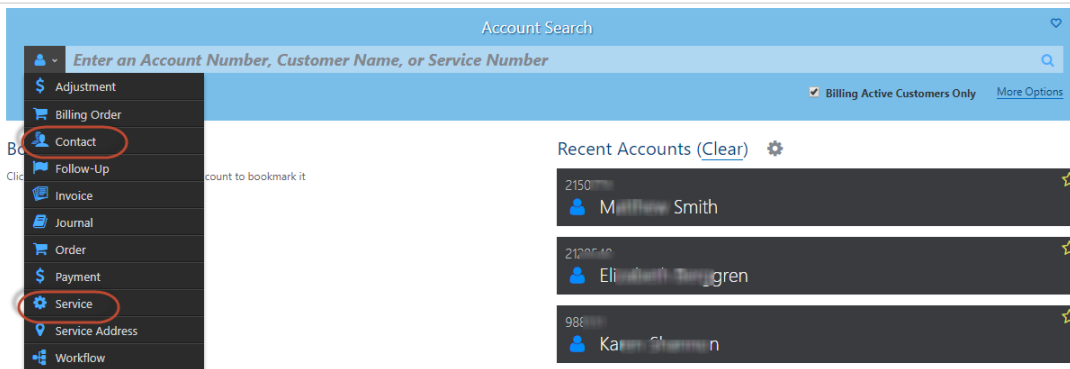 Account Search
Enter an Account Number, Customer Name, or Service Number
Billing Active Customers Only
More Options
Adjustment
Billing Order
Contact
Follow-Up
Invoice
Journal
Order
Payment
Service
Service Address
Workflow
to bookmark it
Recent Accounts (Clear)
Smith